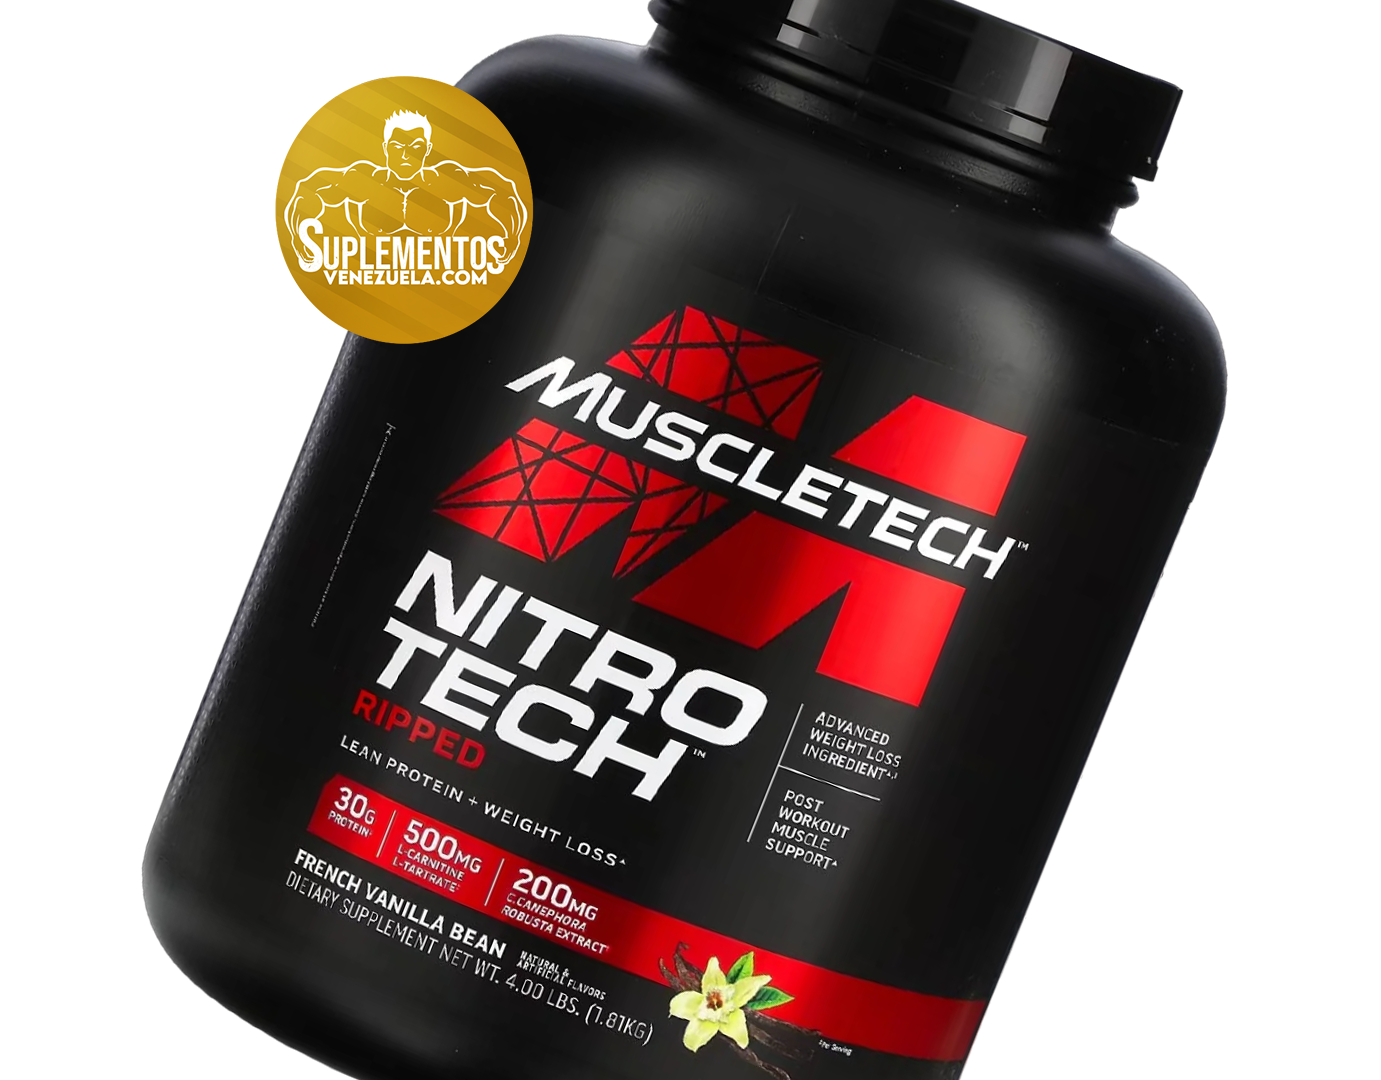 SUPLEMENTOS
VENEZUELA.COM
MUSCLETECH™
NITRO
TECH™
RIPPED
LEAN PROTEIN + WEIGHT LOSS▴
ADVANCED
WEIGHT LOSS
INGREDIENT
POST
WORKOUT
MUSCLE
SUPPORT▴
30G
PROTEIN
500MG
L-CARNITINE
L-TARTRATE
200MG
C. CANEPHORA
ROBUSTA EXTRACT
FRENCH VANILLA BEAN
NATURAL &
ARTIFICIAL FLAVORS
DIETARY SUPPLEMENT NET WT. 4.00 LBS. (1.81KG)
Per Serving